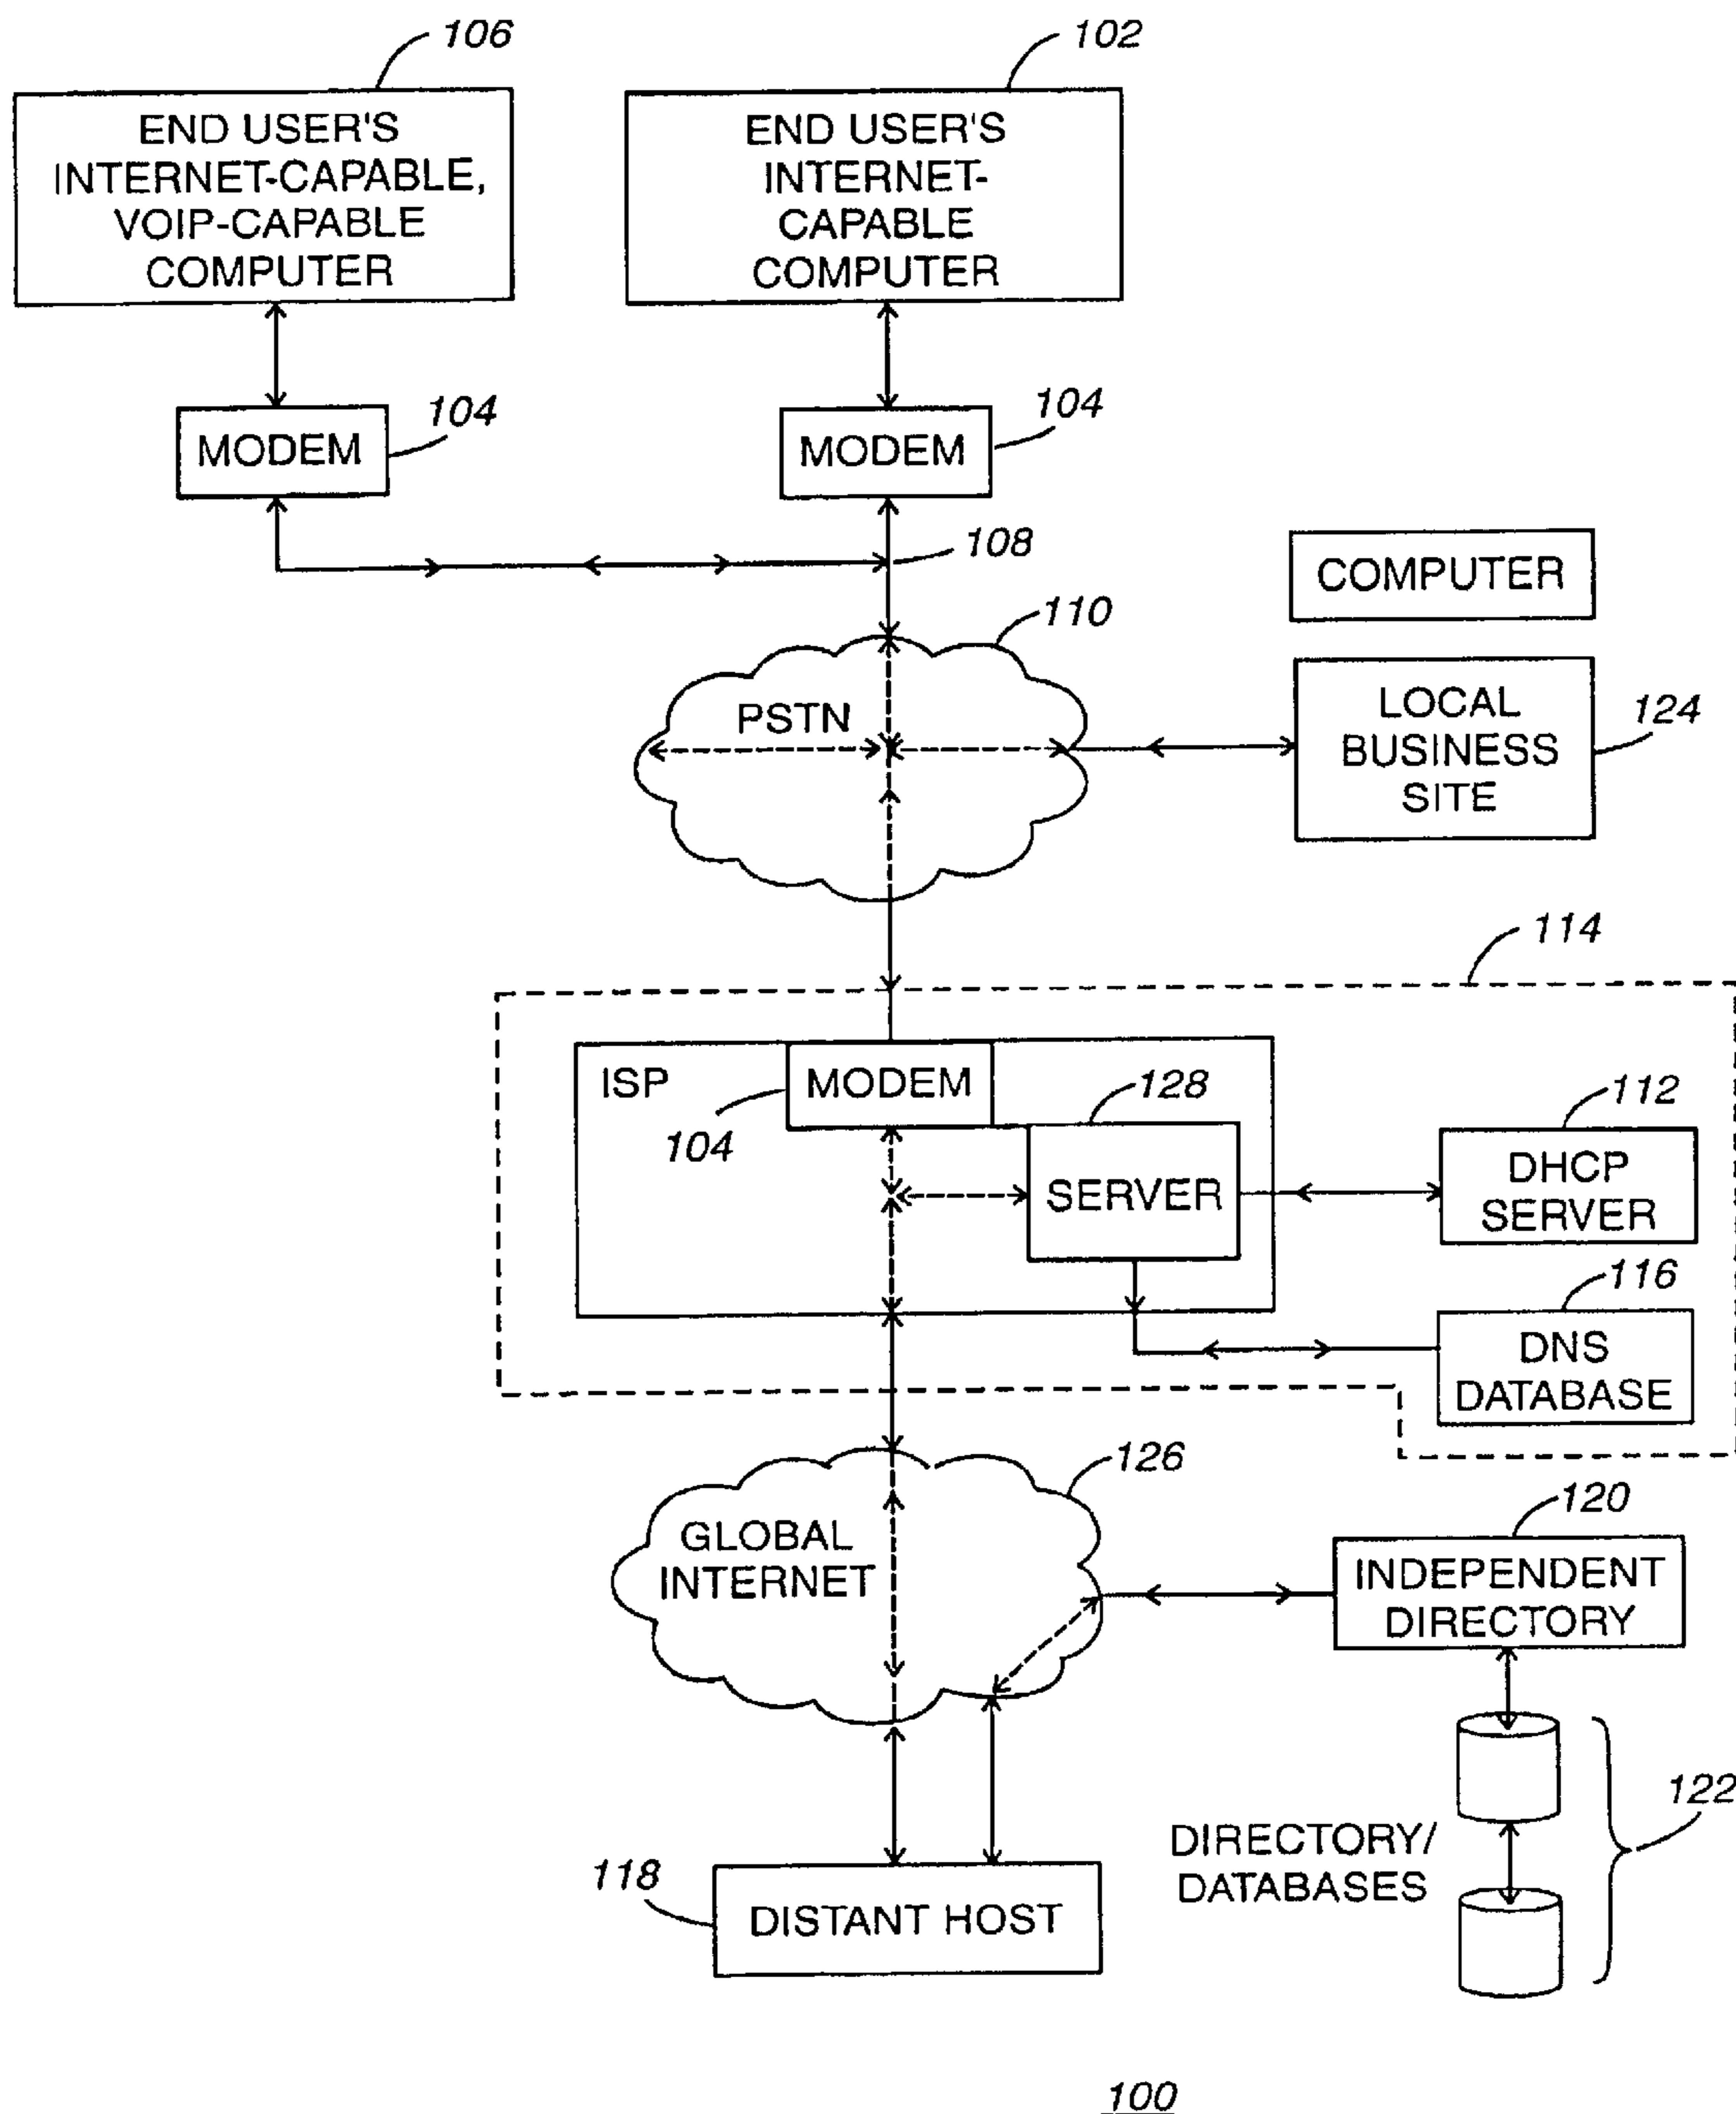 106
102
END USER'S
INTERNET-CAPABLE,
VOIP-CAPABLE
COMPUTER
END USER'S
INTERNET-
CAPABLE
COMPUTER
MODEM
104
MODEM
104
108
COMPUTER
110
PSTN
LOCAL
BUSINESS
SITE
124
114
ISP
MODEM
104
128
SERVER
112
DHCP
SERVER
116
DNS
DATABASE
126
GLOBAL
INTERNET
120
INDEPENDENT
DIRECTORY
122
DIRECTORY/
DATABASES
118
DISTANT HOST
100